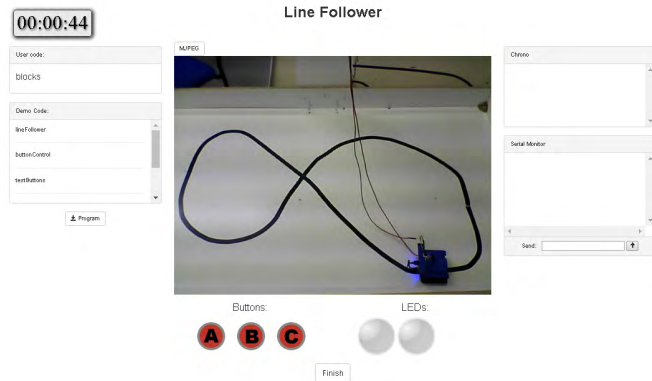 Line Follower
00:00:44
User code:
blocks
Demo Code:
lineFollower
buttonControl
testButtons
Program
MJPEG
Chrono
Serial Monitor
Send:
Buttons:
LEDs:
A B C
Finish